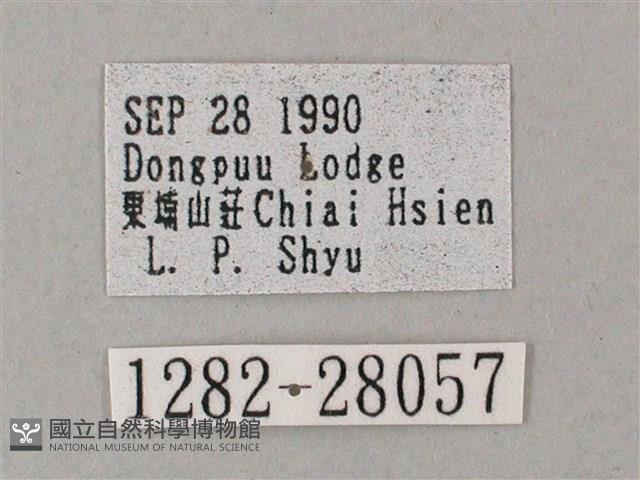 SEP 28 1990
Dongpuu Lodge
東埔山莊Chiai Hsien
L. P. Shyu
1282-28057
國立自然科學博物館
NATIONAL MUSEUM OF NATURAL SCIENCE